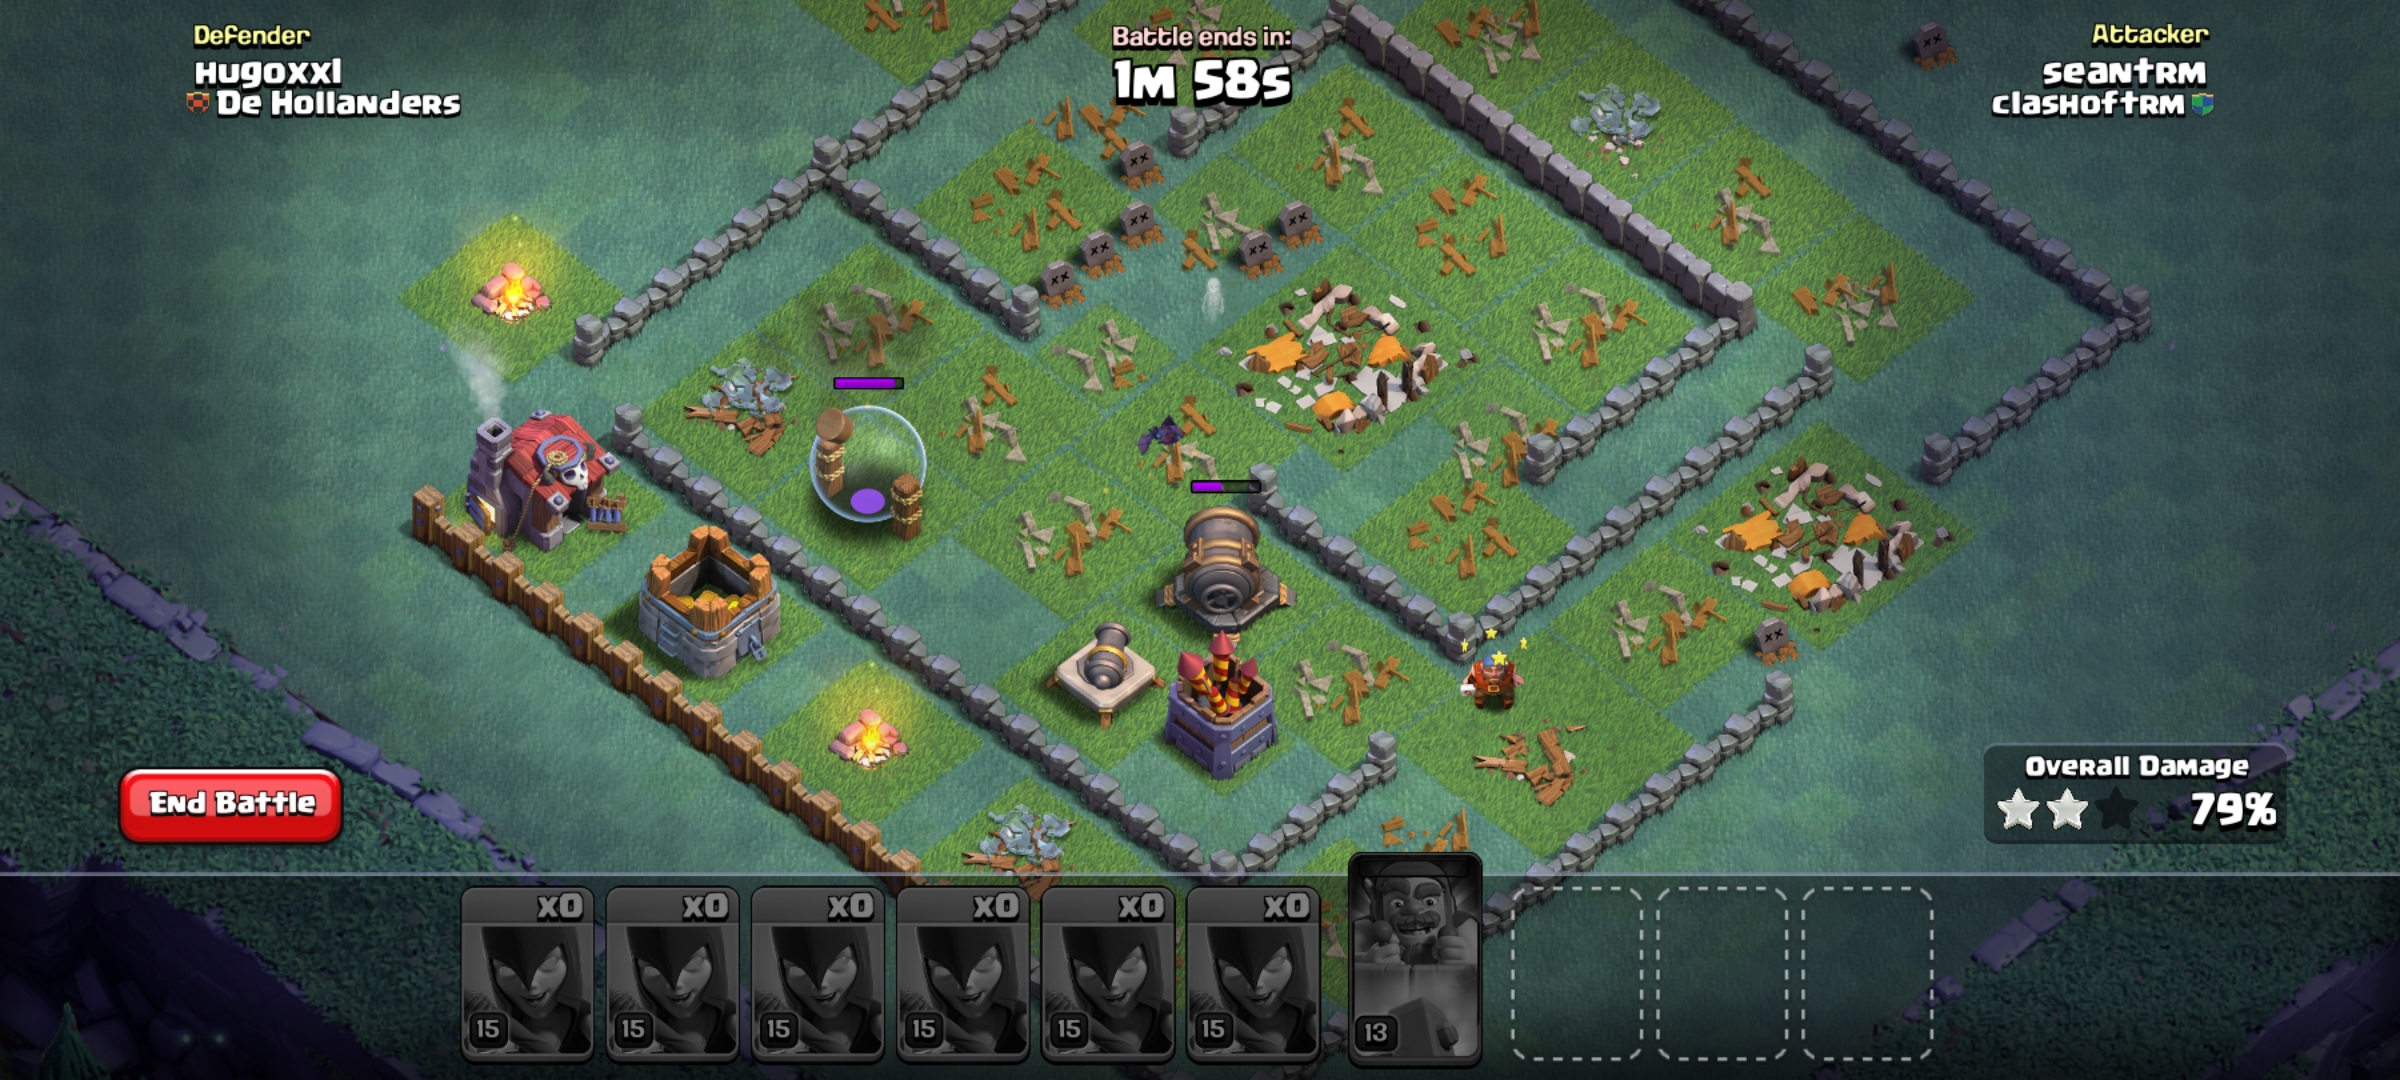 Defender
Hugoxxl
De Hollanders
Battle ends in:
1M 58s
Attacker
seantRM
clashoftRM
End Battle
Overall Damage
79%
x0
x0
x0
x0
x0
x0
15
15
15
15
15
15
13